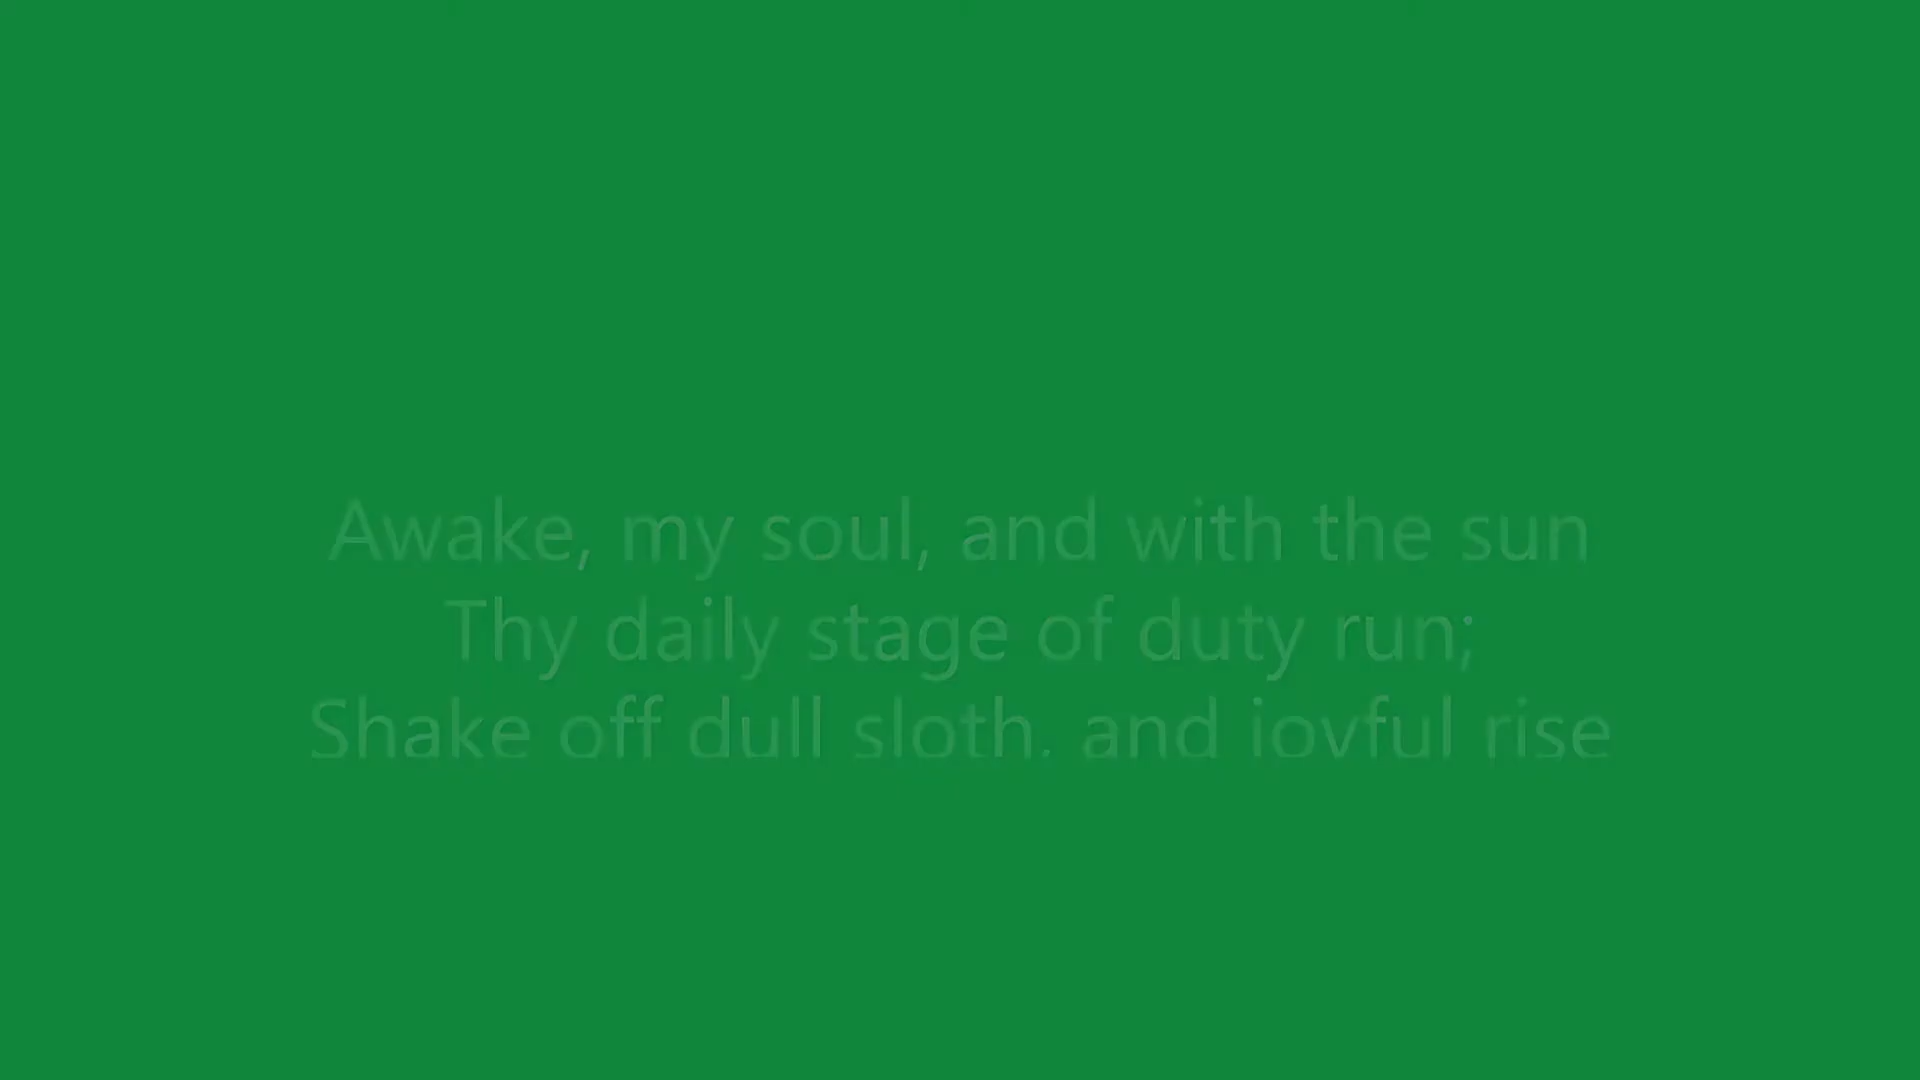 Awake, my soul, and with the sun
Thy daily stage of duty run;
Shake off dull sloth, and joyful rise